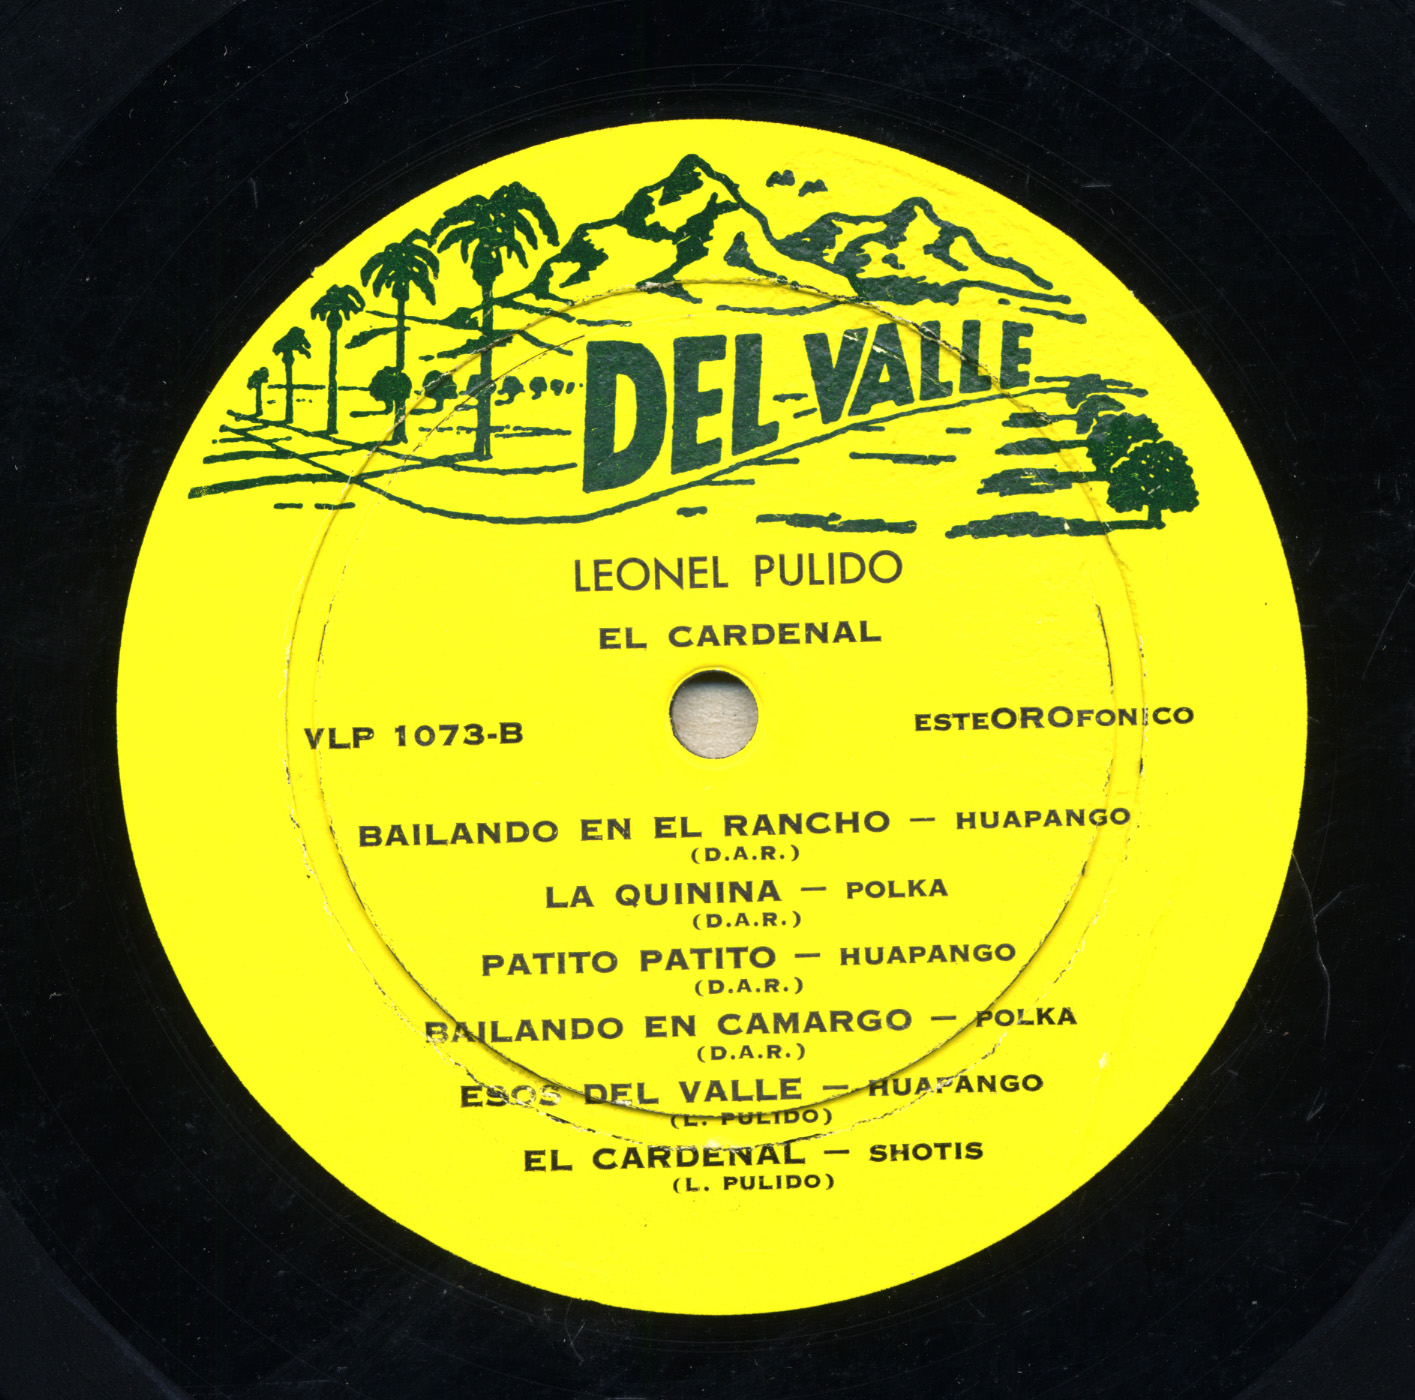 DEL VALLE
LEONEL PULIDO
EL CARDENAL
VLP 1073-B
ESTEOROFONICO
BAILANDO EN EL RANCHO — HUAPANGO
(D.A.R.)
LA QUININA — POLKA
(D.A.R.)
PATITO PATITO — HUAPANGO
(D.A.R.)
BAILANDO EN CAMARGO — POLKA
(D.A.R.)
ESOS DEL VALLE — HUAPANGO
(L. PULIDO)
EL CARDENAL — SHOTIS
(L. PULIDO)